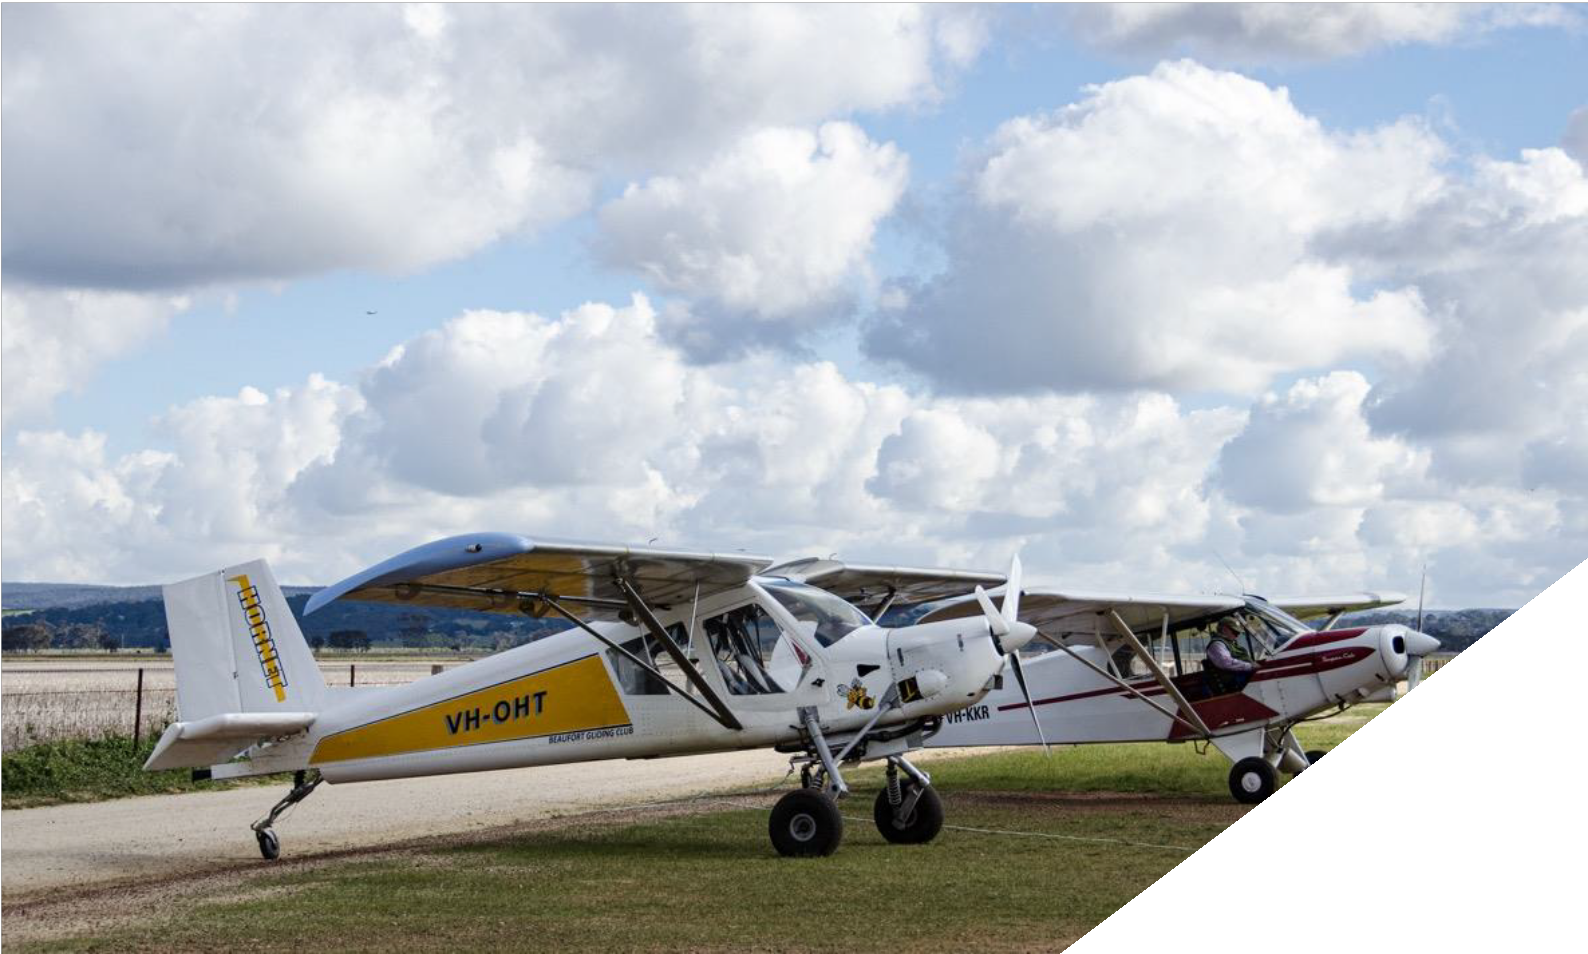 HORNET
VH-OHT
BEAUFORT GLIDING CLUB
VH-KKR